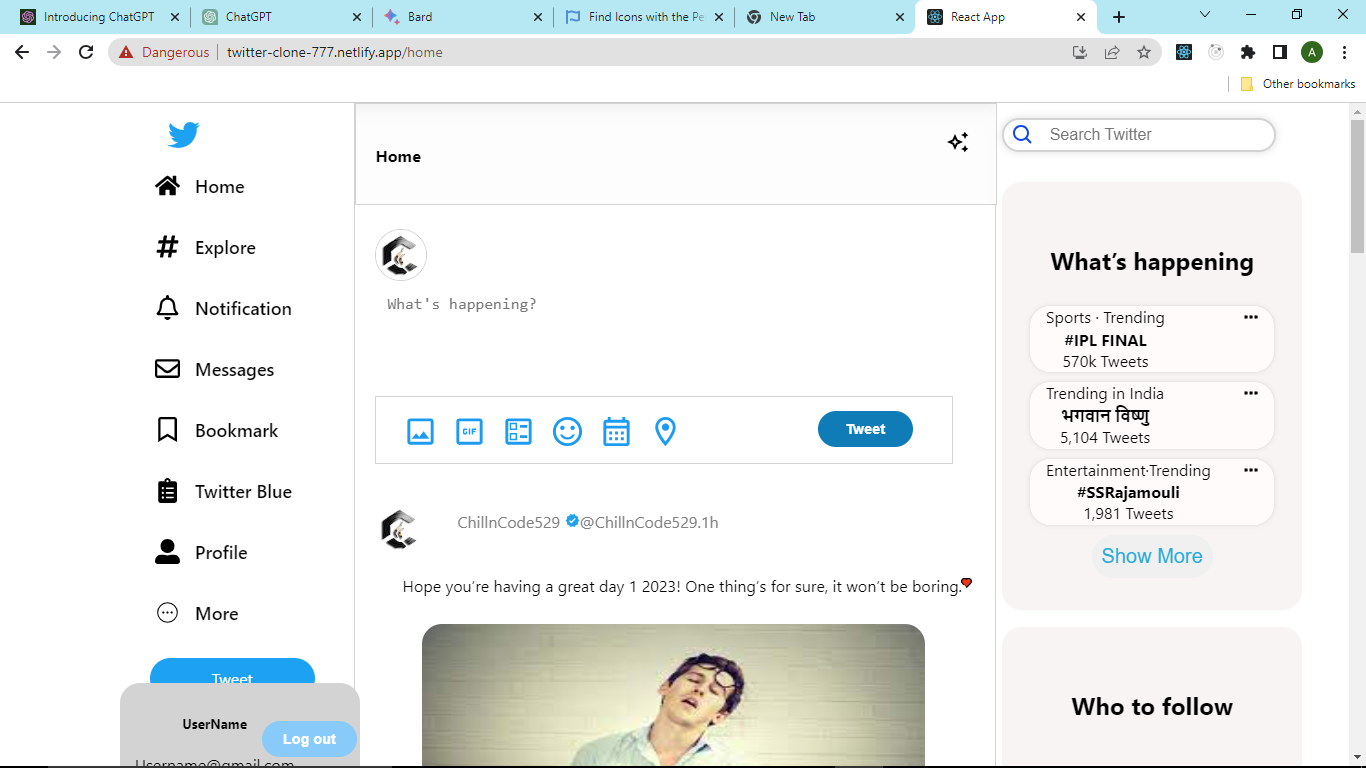 Introducing ChatGPT
ChatGPT
Bard
Find Icons with the Pe
New Tab
React App
Dangerous
twitter-clone-777.netlify.app/home
A
Other bookmarks
Home
Explore
Notification
Messages
Bookmark
Twitter Blue
Profile
More
Tweet
UserName
Log out
Username@gmail.com
Home
What's happening?
GIF
Tweet
ChillnCode529 @ChillnCode529.1h
Hope you're having a great day 1 2023! One thing's for sure, it won't be boring.
Search Twitter
What's happening
Sports · Trending
#IPL FINAL
570k Tweets
Trending in India
भगवान विष्णु
5,104 Tweets
Entertainment·Trending
#SSRajamouli
1,981 Tweets
Show More
Who to follow